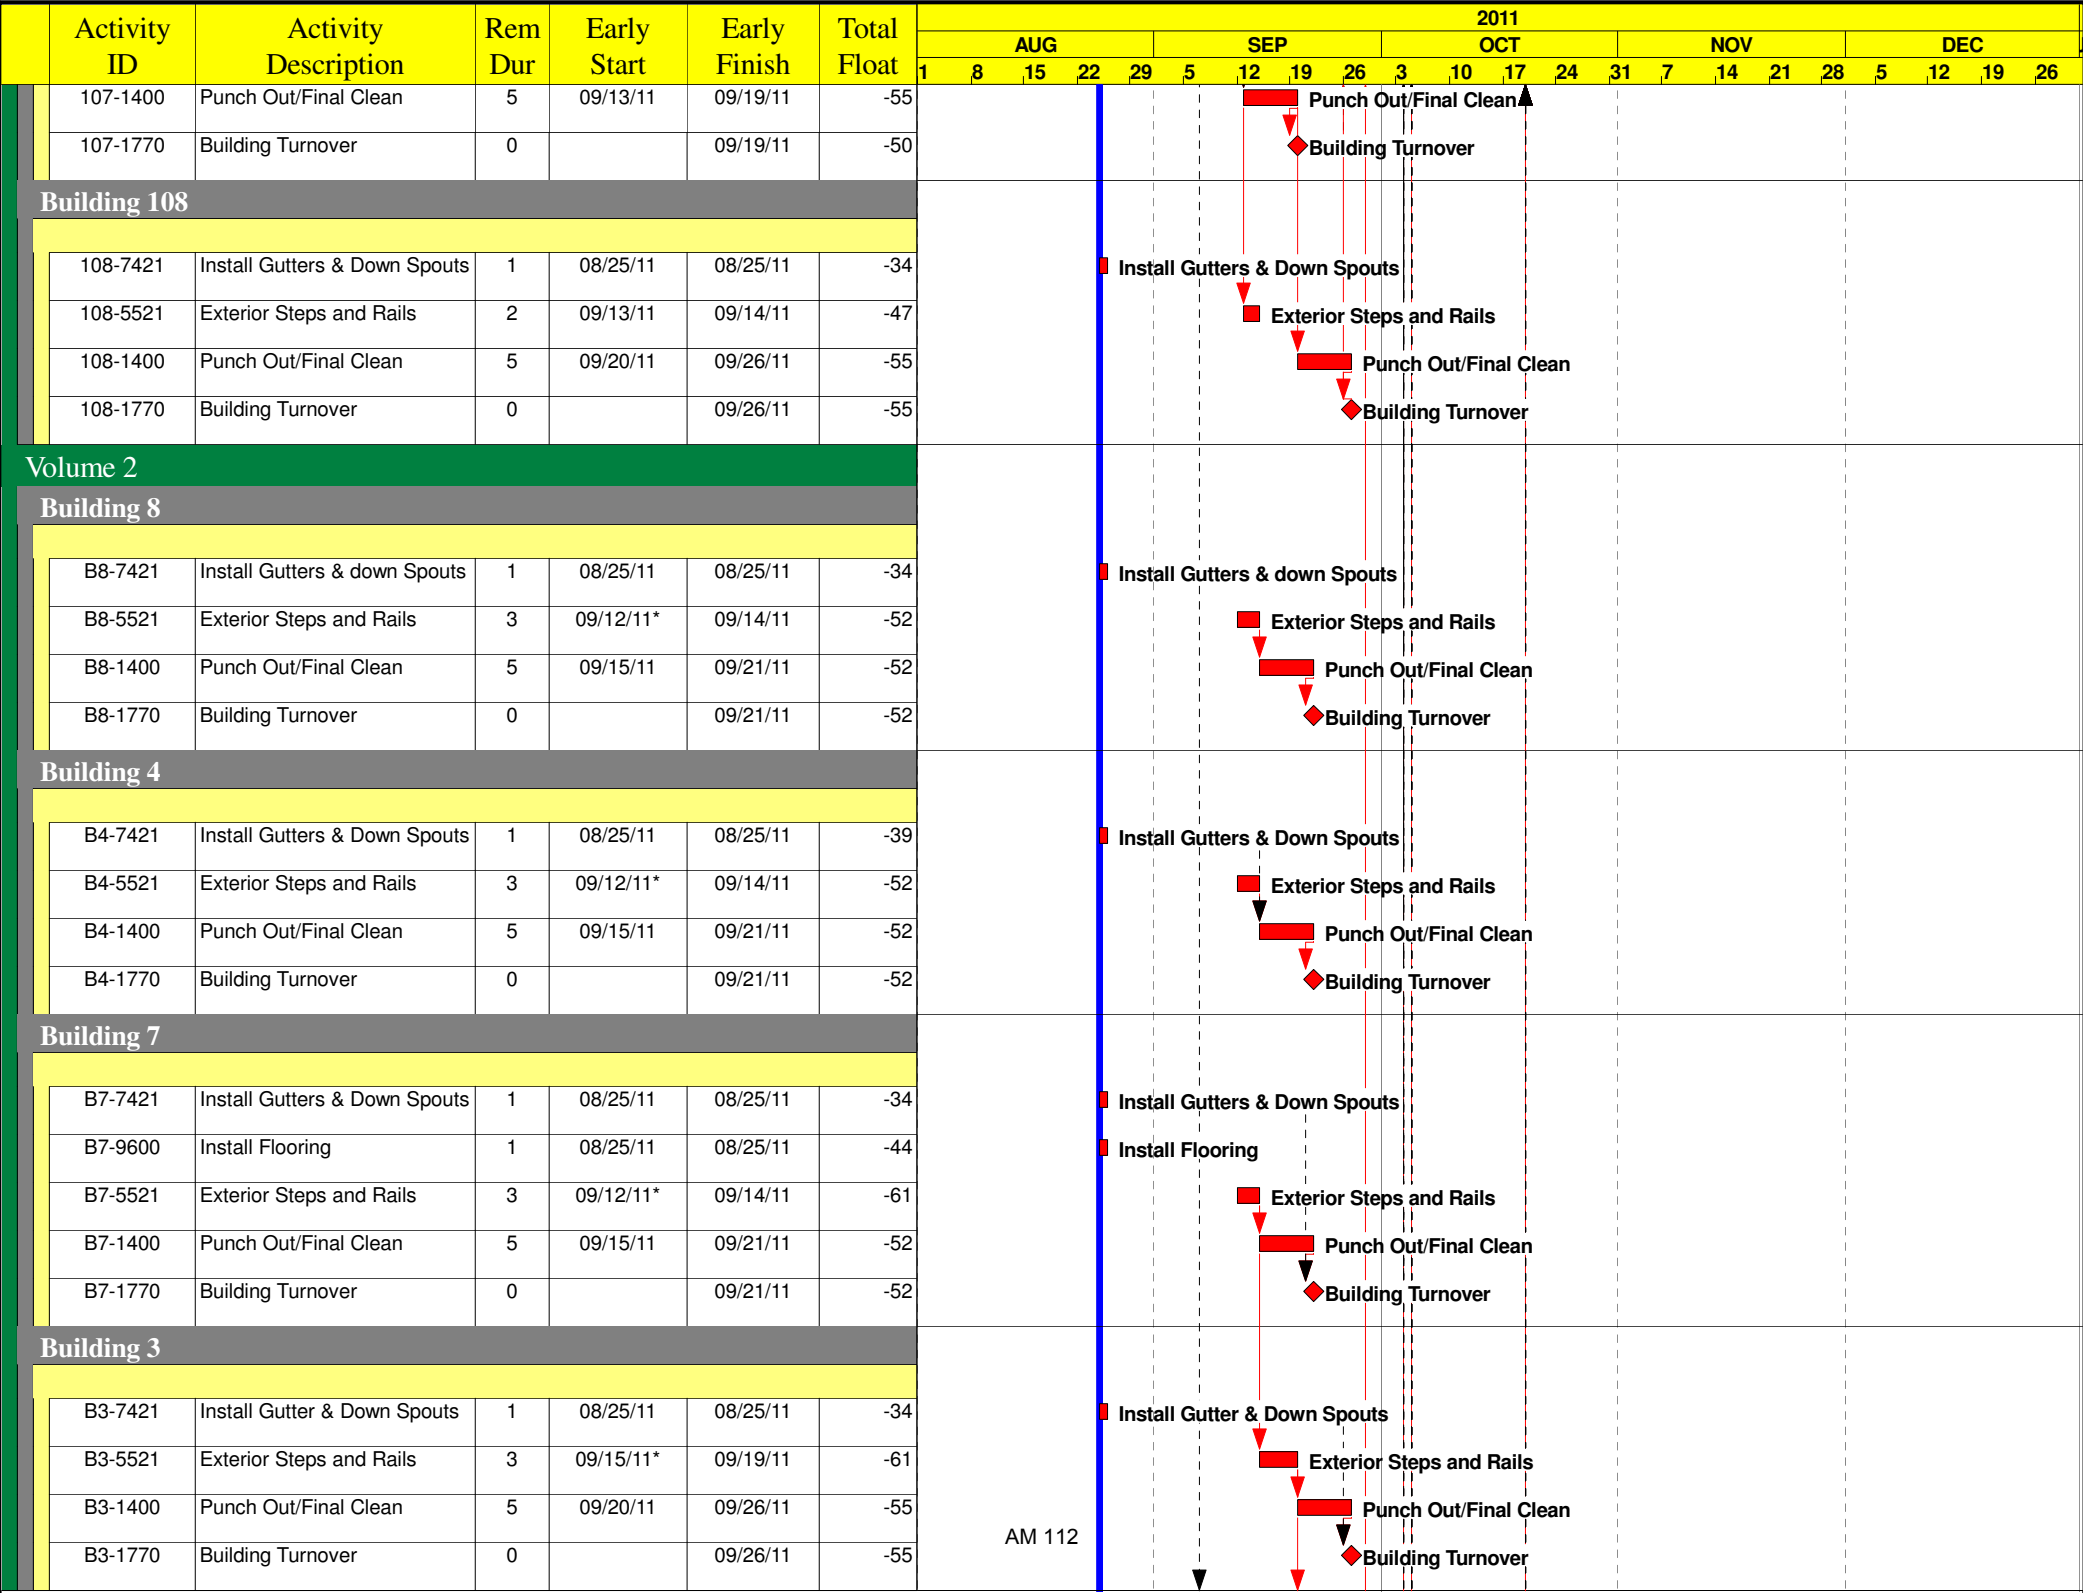 Activity ID Activity Description Rem Dur Early Start Early Finish Total Float
2011
AUG SEP OCT NOV DEC
1 8 15 22 29 5 12 19 26 3 10 17 24 31 7 14 21 28 5 12 19 26
107-1400 Punch Out/Final Clean 5 09/13/11 09/19/11 -55 Punch Out/Final Clean
107-1770 Building Turnover 0 09/19/11 -50 Building Turnover
Building 108
108-7421 Install Gutters & Down Spouts 1 08/25/11 08/25/11 -34 Install Gutters & Down Spouts
108-5521 Exterior Steps and Rails 2 09/13/11 09/14/11 -47 Exterior Steps and Rails
108-1400 Punch Out/Final Clean 5 09/20/11 09/26/11 -55 Punch Out/Final Clean
108-1770 Building Turnover 0 09/26/11 -55 Building Turnover
Volume 2
Building 8
B8-7421 Install Gutters & down Spouts 1 08/25/11 08/25/11 -34 Install Gutters & down Spouts
B8-5521 Exterior Steps and Rails 3 09/12/11* 09/14/11 -52 Exterior Steps and Rails
B8-1400 Punch Out/Final Clean 5 09/15/11 09/21/11 -52 Punch Out/Final Clean
B8-1770 Building Turnover 0 09/21/11 -52 Building Turnover
Building 4
B4-7421 Install Gutters & Down Spouts 1 08/25/11 08/25/11 -39 Install Gutters & Down Spouts
B4-5521 Exterior Steps and Rails 3 09/12/11* 09/14/11 -52 Exterior Steps and Rails
B4-1400 Punch Out/Final Clean 5 09/15/11 09/21/11 -52 Punch Out/Final Clean
B4-1770 Building Turnover 0 09/21/11 -52 Building Turnover
Building 7
B7-7421 Install Gutters & Down Spouts 1 08/25/11 08/25/11 -34 Install Gutters & Down Spouts
B7-9600 Install Flooring 1 08/25/11 08/25/11 -44 Install Flooring
B7-5521 Exterior Steps and Rails 3 09/12/11* 09/14/11 -61 Exterior Steps and Rails
B7-1400 Punch Out/Final Clean 5 09/15/11 09/21/11 -52 Punch Out/Final Clean
B7-1770 Building Turnover 0 09/21/11 -52 Building Turnover
Building 3
B3-7421 Install Gutter & Down Spouts 1 08/25/11 08/25/11 -34 Install Gutter & Down Spouts
B3-5521 Exterior Steps and Rails 3 09/15/11* 09/19/11 -61 Exterior Steps and Rails
B3-1400 Punch Out/Final Clean 5 09/20/11 09/26/11 -55 Punch Out/Final Clean
AM 112
B3-1770 Building Turnover 0 09/26/11 -55 Building Turnover